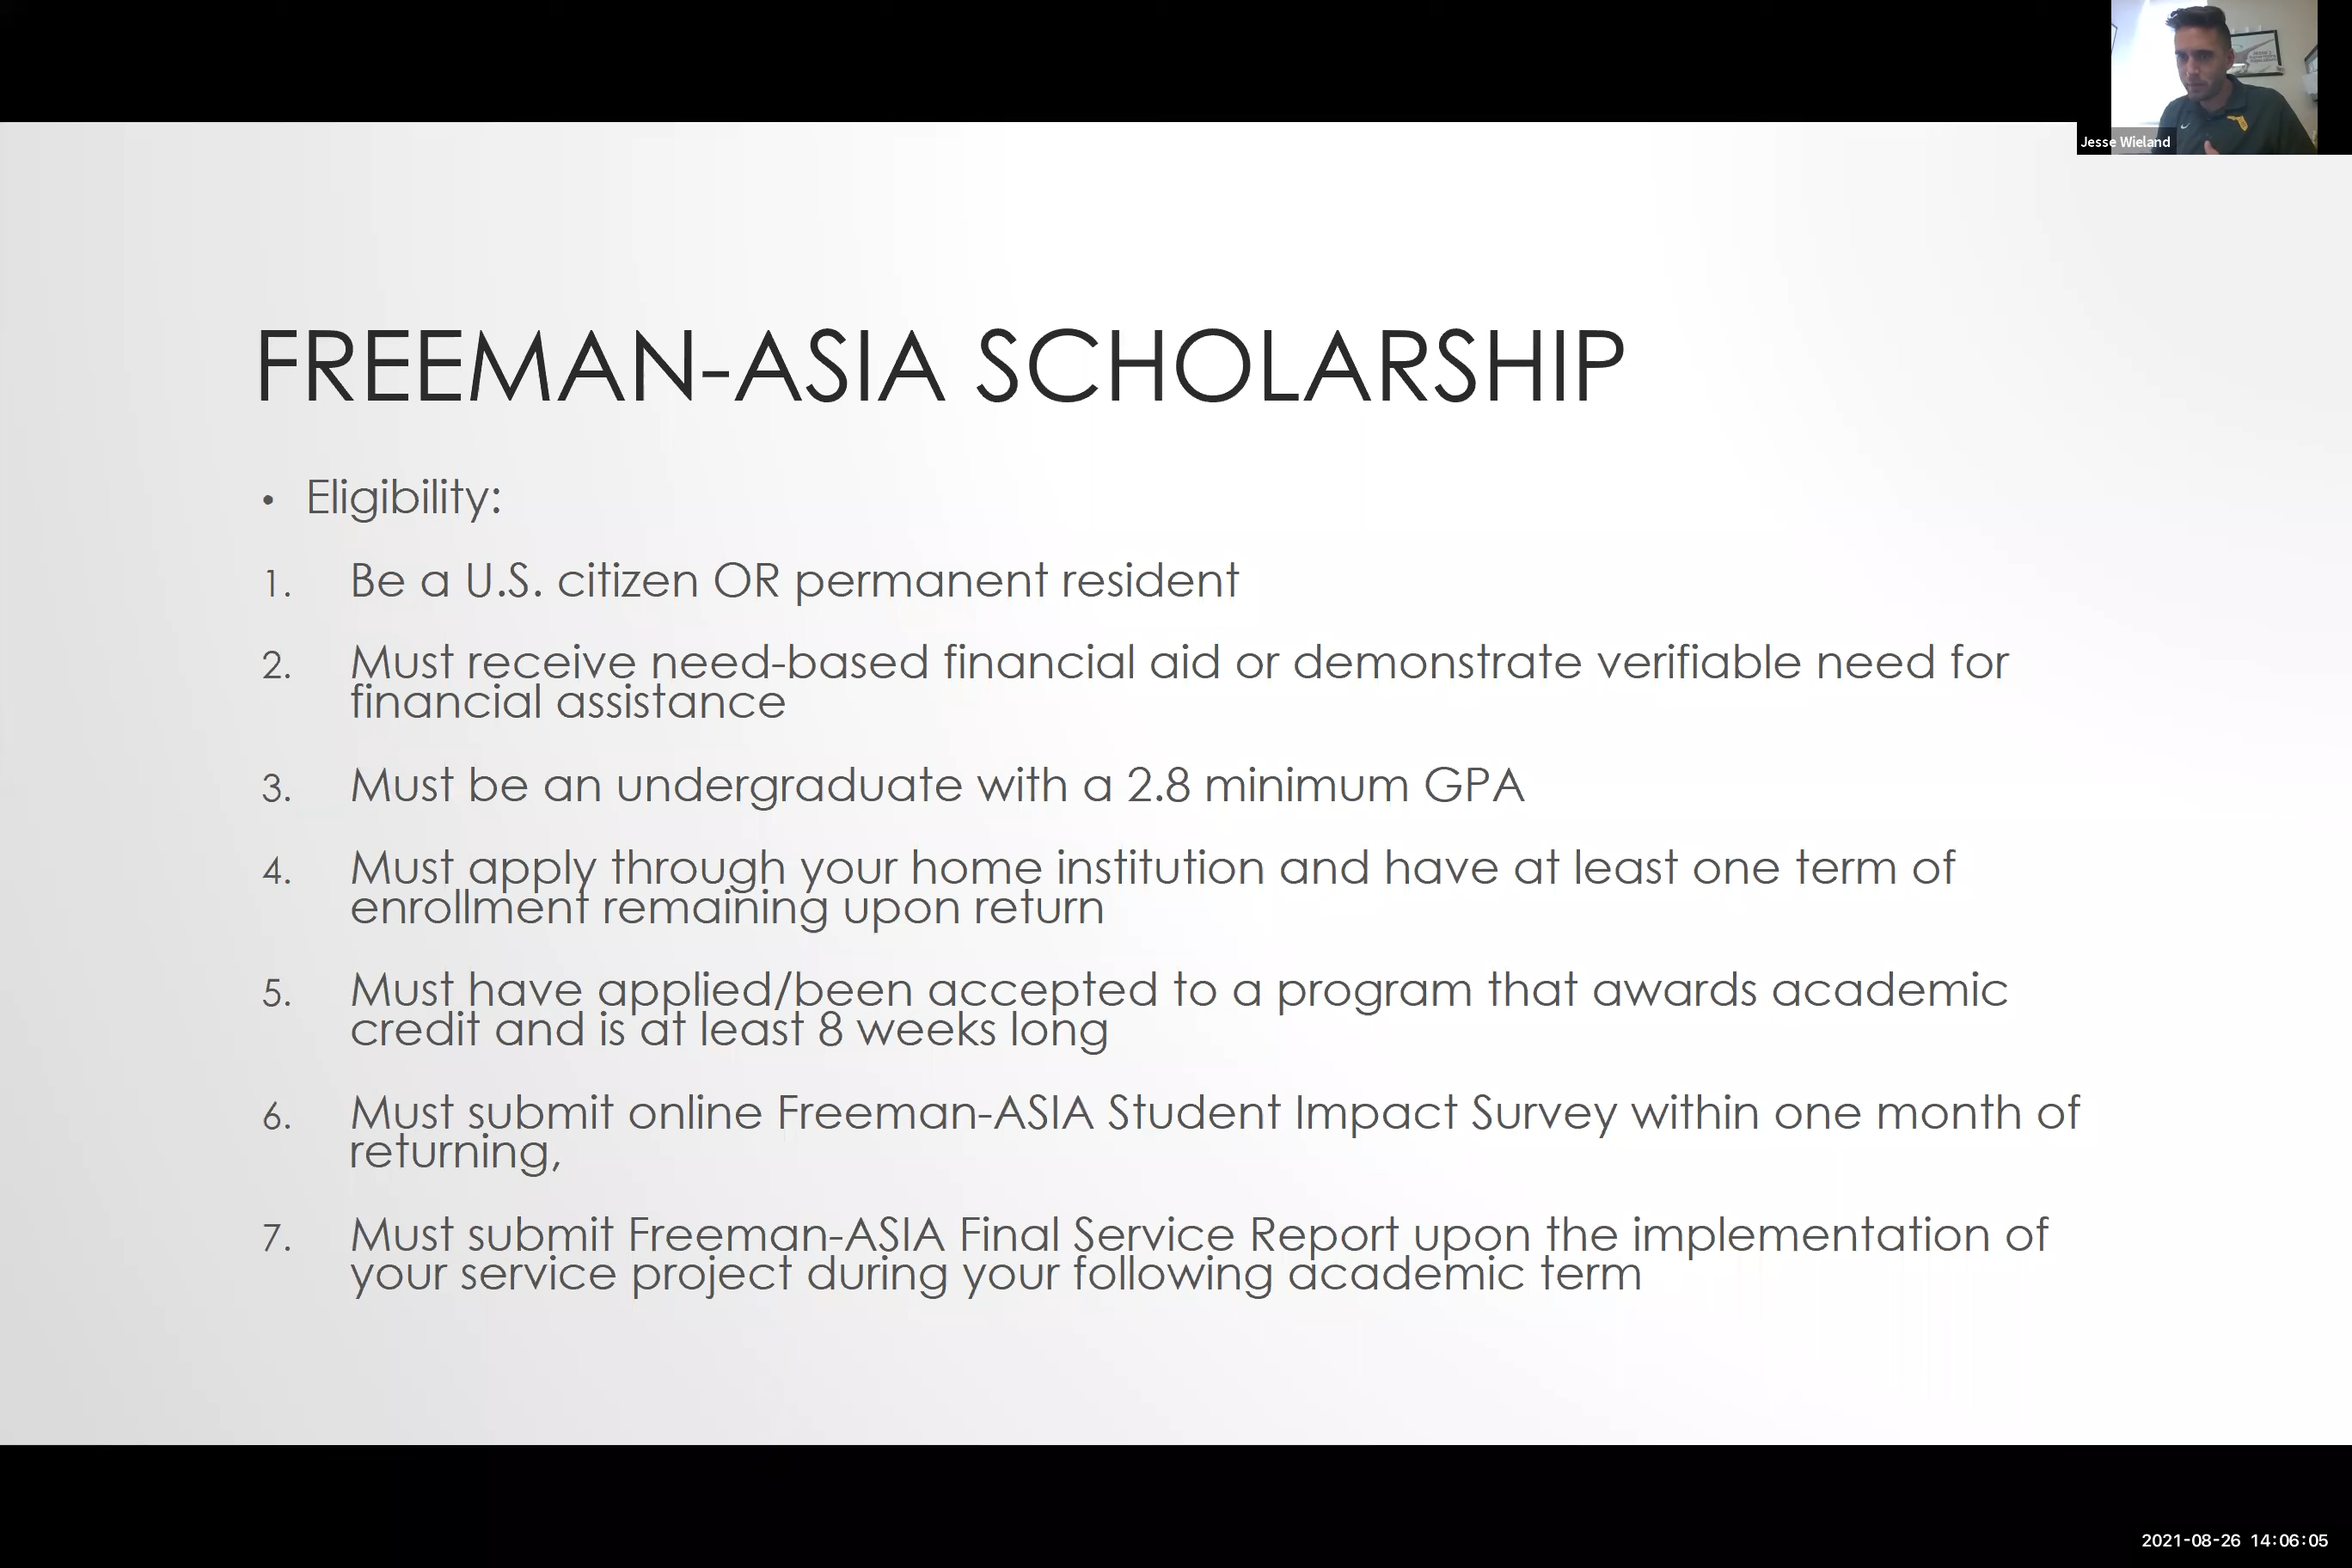 Jesse Wieland
FREEMAN-ASIA SCHOLARSHIP
• Eligibility:
1. Be a U.S. citizen OR permanent resident
2. Must receive need-based financial aid or demonstrate verifiable need for
financial assistance
3. Must be an undergraduate with a 2.8 minimum GPA
4. Must apply through your home institution and have at least one term of
enrollment remaining upon return
5. Must have applied/been accepted to a program that awards academic
credit and is at least 8 weeks long
6. Must submit online Freeman-ASIA Student Impact Survey within one month of
returning,
7. Must submit Freeman-ASIA Final Service Report upon the implementation of
your service project during your following academic term
2021-08-26 14:06:05